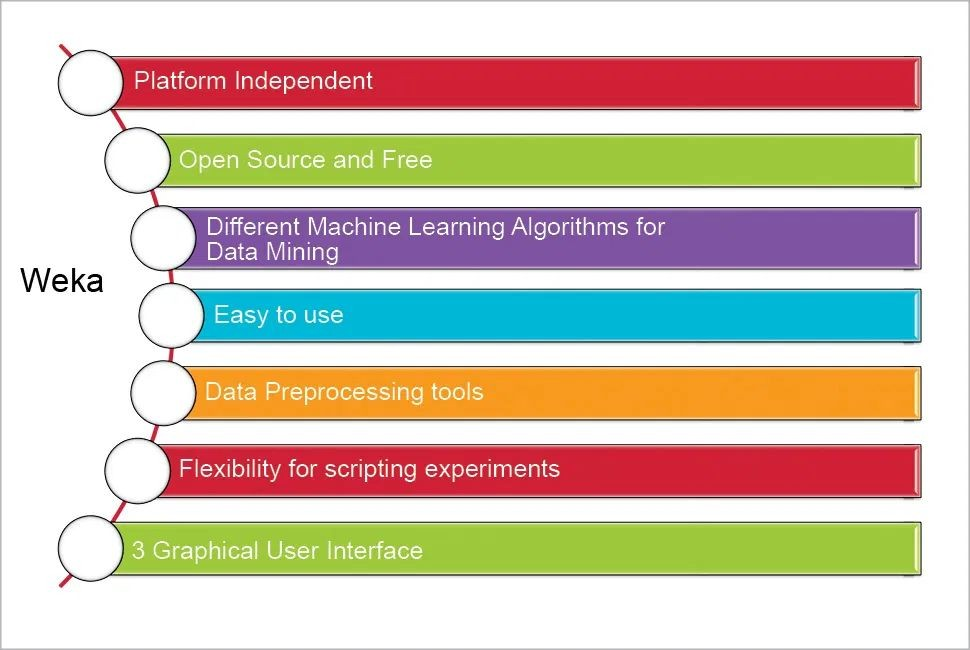 Platform Independent
Open Source and Free
Different Machine Learning Algorithms for
Data Mining
Weka
Easy to use
Data Preprocessing tools
Flexibility for scripting experiments
3 Graphical User Interface